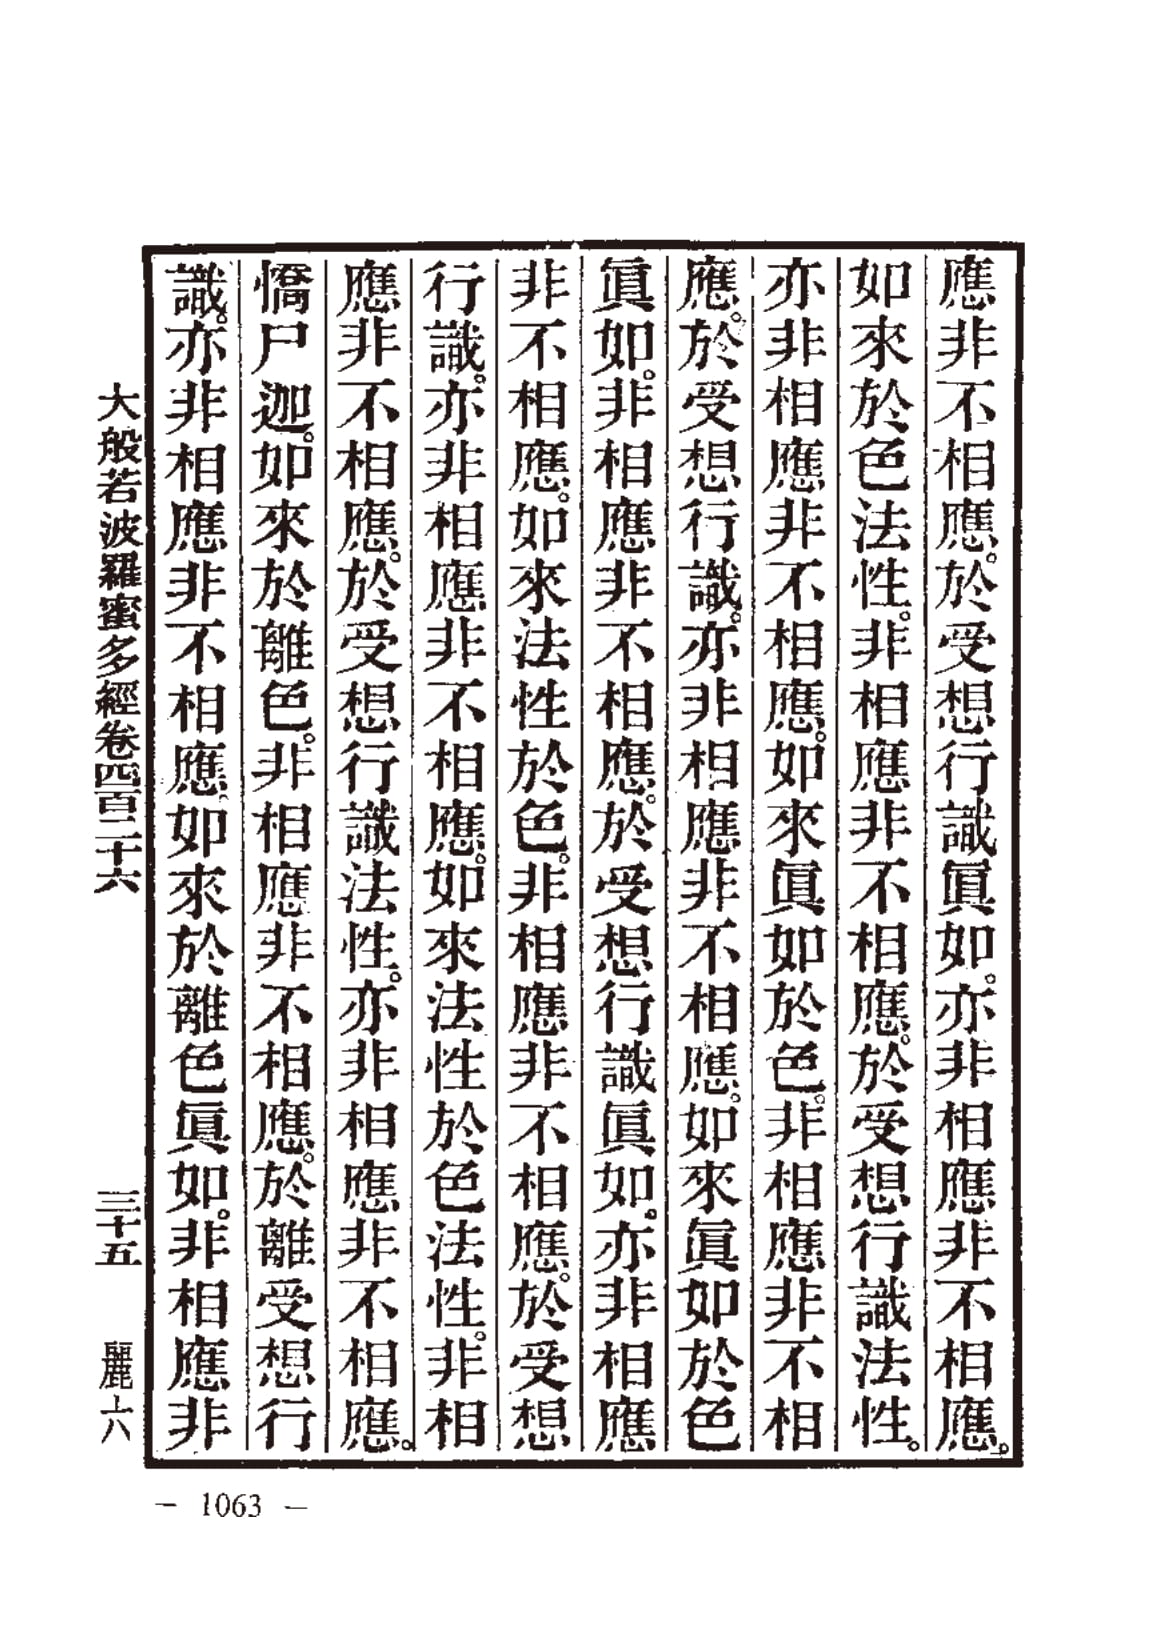 應非不相應。於受想行識眞如。亦非相應非不相應。
如來於色法性。非相應非不相應。於受想行識法性。
亦非相應非不相應。如來眞如於色。非相應非不相
應。於受想行識。亦非相應非不相應。如來眞如於色
眞如。非相應非不相應。於受想行識眞如。亦非相應
非不相應。如來法性於色。非相應非不相應。於受想
行識。亦非相應非不相應。如來法性於色法性。非相
應非不相應。於受想行識法性。亦非相應非不相應。
憍尸迦。如來於離色。非相應非不相應。於離受想行
識。亦非相應非不相應。如來於離色眞如。非相應非
大般若波羅蜜多經卷四百二十六 三十五 麗六
— 1063 —